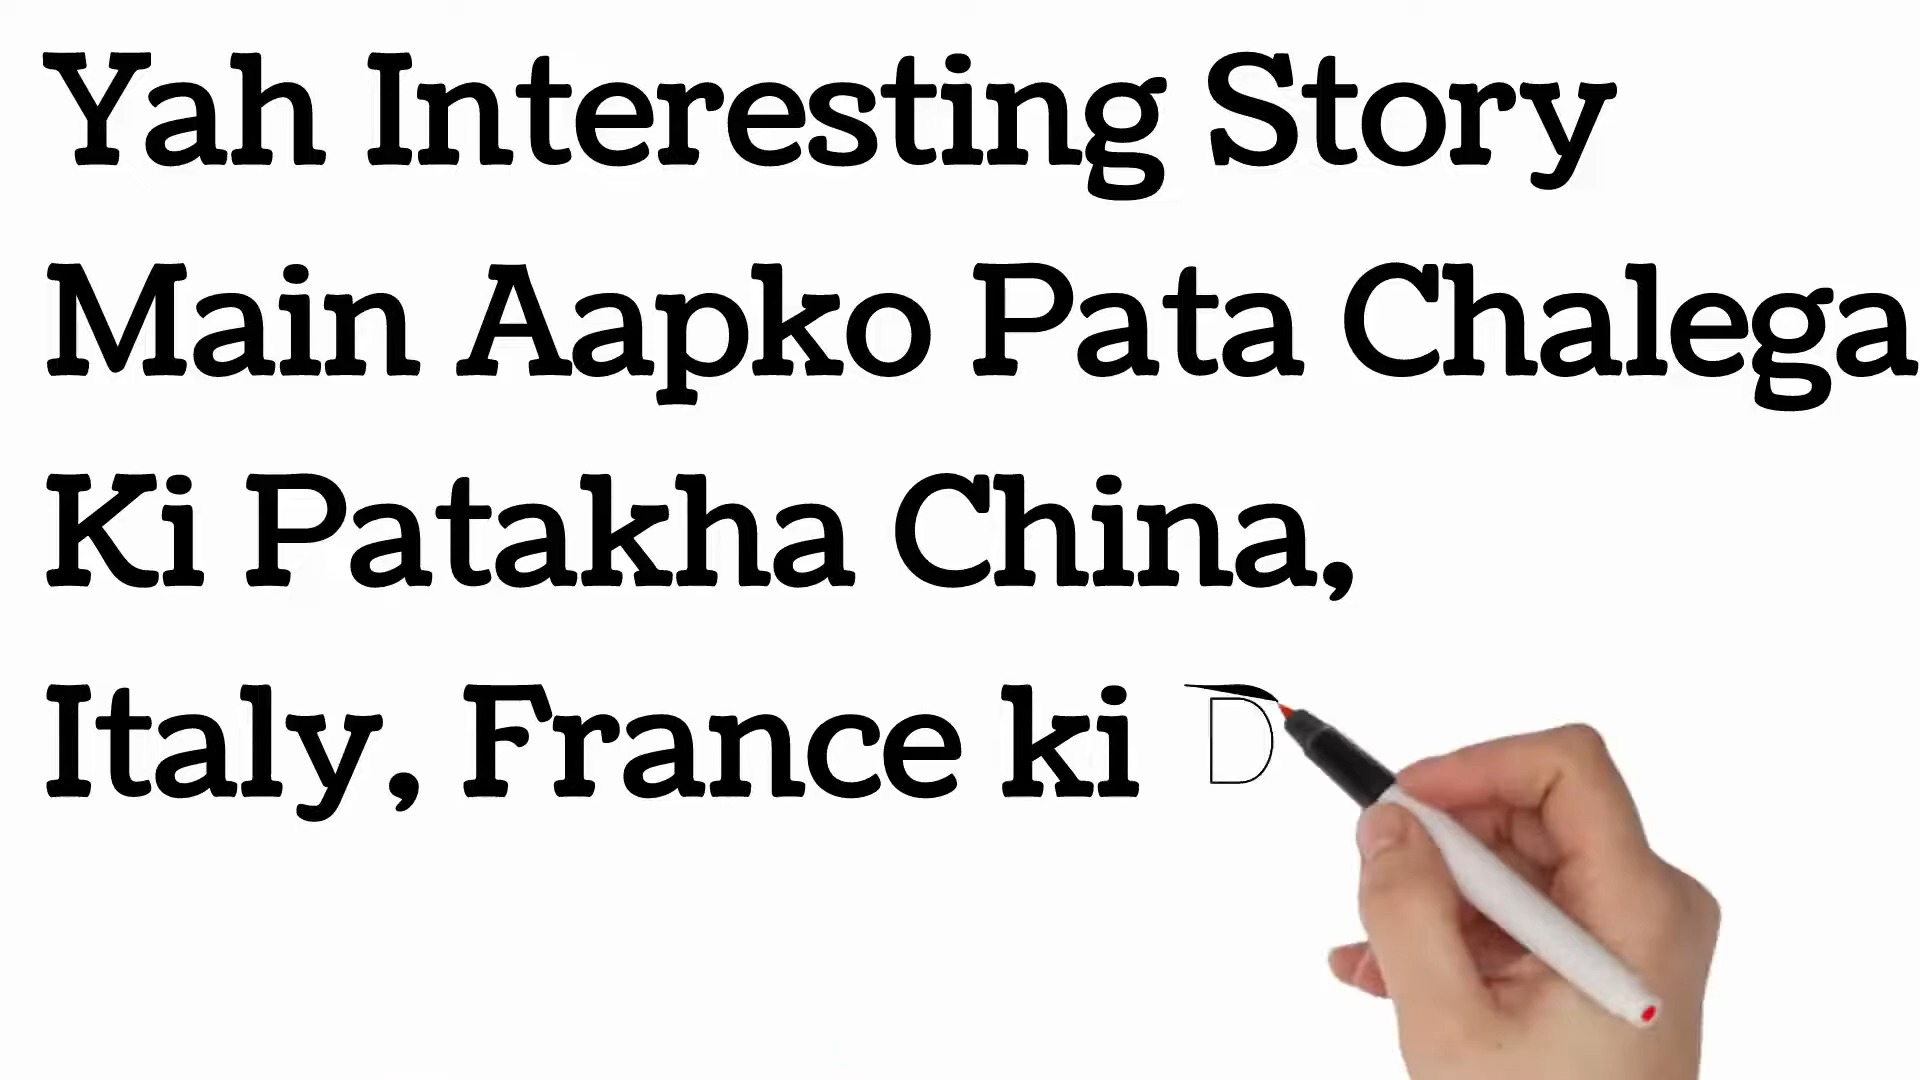 Yah Interesting Story
Main Aapko Pata Chalega
Ki Patakha China,
Italy, France ki D